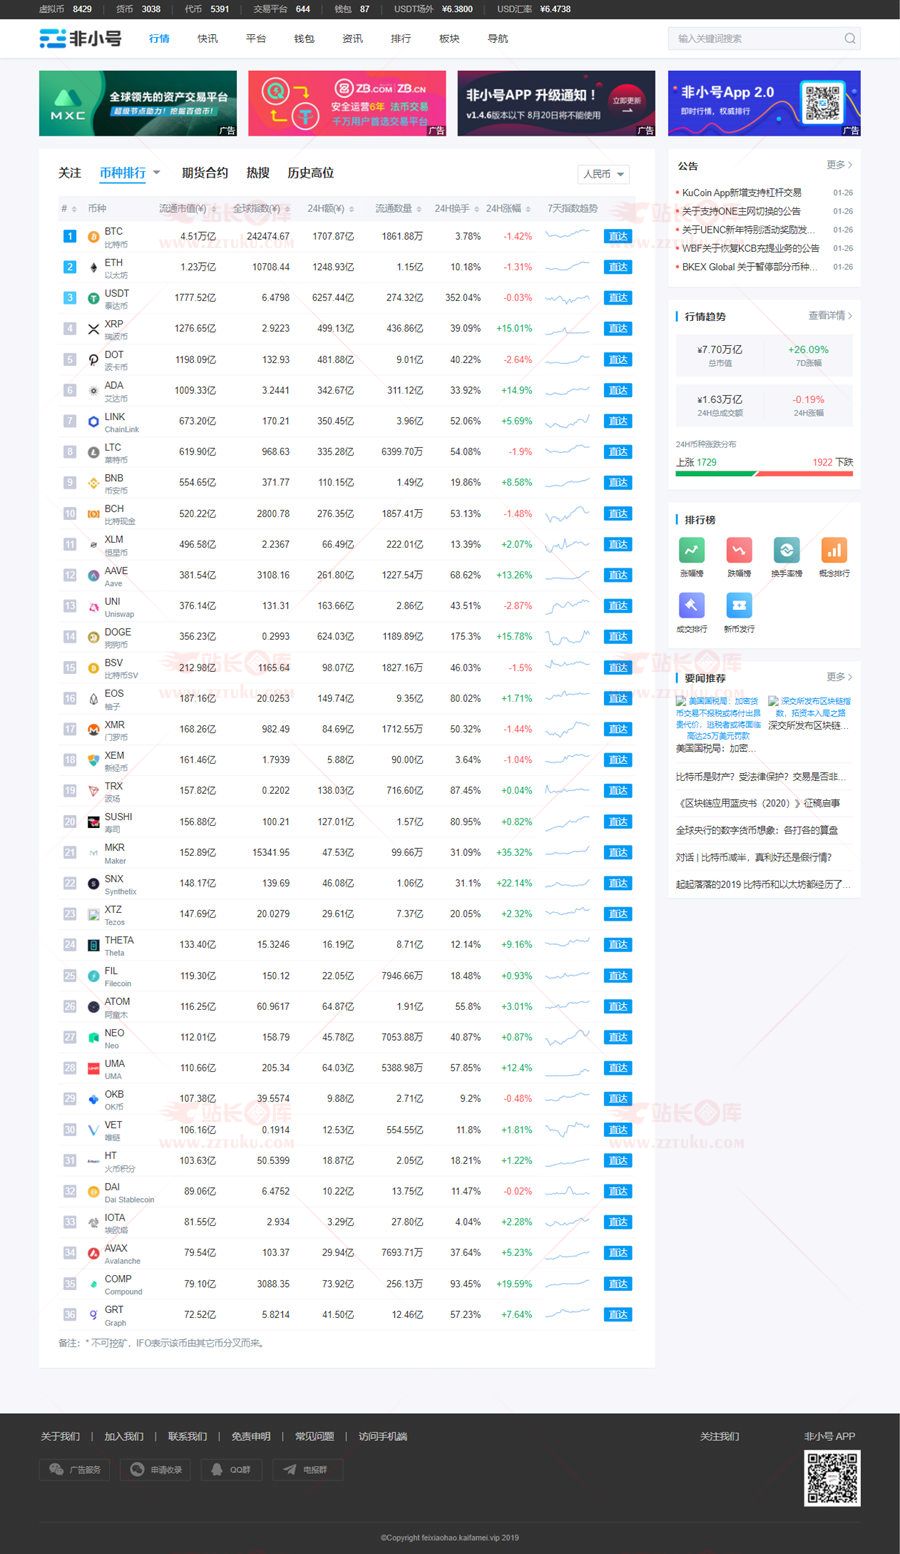 虚拟币 8429 | 货币 3038 | 代币 5391 | 交易平台 644 | 钱包 87 | USDT场外 ¥6.3800 | USD汇率 ¥6.4738
非小号 行情 快讯 平台 钱包 资讯 排行 板块 导航 输入关键词搜索
MXC 全球领先的资产交易平台
超级节点助力！挖掘百倍币！
广告
ZB.COM | ZB.CN
安全运营6年 法币交易
千万用户首选交易平台
广告
非小号APP 升级通知！
v1.4.6版本以下 8月20日将不能使用
立即更新
广告
非小号App 2.0
即时行情，权威排行
广告
关注 币种排行 期货合约 热搜 历史高位 人民币
# 币种 流通市值(¥) 全球指数(¥) 24H额(¥) 流通数量 24H换手 24H涨幅 7天指数趋势
1 BTC 4.51万亿 242474.67 1707.87亿 1861.88万 3.78% -1.42% 直达
比特币
2 ETH 1.23万亿 10708.44 1248.93亿 1.15亿 10.18% -1.31% 直达
以太坊
3 USDT 1777.52亿 6.4798 6257.44亿 274.32亿 352.04% -0.03% 直达
泰达币
4 XRP 1276.65亿 2.9223 499.13亿 436.86亿 39.09% +15.01% 直达
瑞波币
5 DOT 1198.09亿 132.93 481.88亿 9.01亿 40.22% -2.64% 直达
波卡币
6 ADA 1009.33亿 3.2441 342.67亿 311.12亿 33.92% +14.9% 直达
艾达币
7 LINK 673.20亿 170.21 350.45亿 3.96亿 52.06% +5.69% 直达
ChainLink
8 LTC 619.90亿 968.63 335.28亿 6399.70万 54.08% -1.9% 直达
莱特币
9 BNB 554.65亿 371.77 110.15亿 1.49亿 19.86% +8.58% 直达
币安币
10 BCH 520.22亿 2800.78 276.35亿 1857.41万 53.13% -1.48% 直达
比特现金
11 XLM 496.58亿 2.2367 66.49亿 222.01亿 13.39% +2.07% 直达
恒星币
12 AAVE 381.54亿 3108.16 261.80亿 1227.54万 68.62% +13.26% 直达
Aave
13 UNI 376.14亿 131.31 163.66亿 2.86亿 43.51% -2.87% 直达
Uniswap
14 DOGE 356.23亿 0.2993 624.03亿 1189.89亿 175.3% +15.78% 直达
狗狗币
15 BSV 212.98亿 1165.64 98.07亿 1827.16万 46.03% -1.5% 直达
比特币SV
16 EOS 187.16亿 20.0253 149.74亿 9.35亿 80.02% +1.71% 直达
柚子
17 XMR 168.26亿 982.49 84.69亿 1712.55万 50.32% -1.44% 直达
门罗币
18 XEM 161.46亿 1.7939 5.88亿 90.00亿 3.64% -1.04% 直达
新经币
19 TRX 157.82亿 0.2202 138.03亿 716.60亿 87.45% +0.04% 直达
波场
20 SUSHI 156.88亿 100.21 127.01亿 1.57亿 80.95% +0.82% 直达
寿司
21 MKR 152.89亿 15341.95 47.53亿 99.66万 31.09% +35.32% 直达
Maker
22 SNX 148.17亿 139.69 46.08亿 1.06亿 31.1% +22.14% 直达
Synthetix
23 XTZ 147.69亿 20.0279 29.61亿 7.37亿 20.05% +2.32% 直达
Tezos
24 THETA 133.40亿 15.3246 16.19亿 8.71亿 12.14% +9.16% 直达
Theta
25 FIL 119.30亿 150.12 22.05亿 7946.66万 18.48% +0.93% 直达
Filecoin
26 ATOM 116.25亿 60.9617 64.87亿 1.91亿 55.8% +3.01% 直达
阿童木
27 NEO 112.01亿 158.79 45.78亿 7053.88万 40.87% +0.87% 直达
Neo
28 UMA 110.66亿 205.34 64.03亿 5388.98万 57.85% +12.4% 直达
UMA
29 OKB 107.38亿 39.5574 9.88亿 2.71亿 9.2% -0.48% 直达
OK币
30 VET 106.16亿 0.1914 12.53亿 554.55亿 11.8% +1.81% 直达
唯链
31 HT 103.63亿 50.5399 18.87亿 2.05亿 18.21% +1.22% 直达
火币积分
32 DAI 89.06亿 6.4752 10.22亿 13.75亿 11.47% -0.02% 直达
Dai Stablecoin
33 IOTA 81.55亿 2.934 3.29亿 27.80亿 4.04% +2.28% 直达
埃欧塔
34 AVAX 79.54亿 103.37 29.94亿 7693.71万 37.64% +5.23% 直达
Avalanche
35 COMP 79.10亿 3088.35 73.92亿 256.13万 93.45% +19.59% 直达
Compound
36 GRT 72.52亿 5.8214 41.50亿 12.46亿 57.23% +7.64% 直达
Graph
备注：* 不可挖矿，IFO表示该币由其它币分叉而来。
公告 更多
KuCoin App新增支持杠杆交易 01-26
关于支持ONE主网切换的公告 01-26
关于UENC新年特别活动奖励发... 01-26
WBF关于恢复KCB充提业务的公告 01-26
BKEX Global 关于暂停部分币种... 01-26
行情趋势 查看详情
¥7.70万亿 +26.09%
总市值 7D涨幅
¥1.63万亿 -0.19%
24H总成交额 24H涨幅
24H币种涨跌分布
上涨 1729 1922 下跌
排行榜
涨幅榜 跌幅榜 换手率榜 概念排行
成交排行 新币发行
要闻推荐 更多
美国国税局：加密货币交易不报税或将付出昂贵代价，逃税者或将面临高达25万美元罚款
美国国税局：加密...
深交所发布区块链指数，拓资本入局之路
深交所发布区块链...
比特币是财产？受法律保护？交易是否非...
《区块链应用蓝皮书（2020）》征稿启事
全球央行的数字货币想象：各打各的算盘
对话 | 比特币减半，真利好还是假行情？
起起落落的2019 比特币和以太坊都经历了...
站长图库
www.zztuku.com
站长图库
www.zztuku.com
站长图库
www.zztuku.com
站长图库
www.zztuku.com
站长图库
www.zztuku.com
站长图库
www.zztuku.com
关于我们 | 加入我们 | 联系我们 | 免责申明 | 常见问题 | 访问手机端 关注我们 非小号 APP
广告服务 申请收录 QQ群 电报群
©Copyright feixiaohao.kaifamei.vip 2019